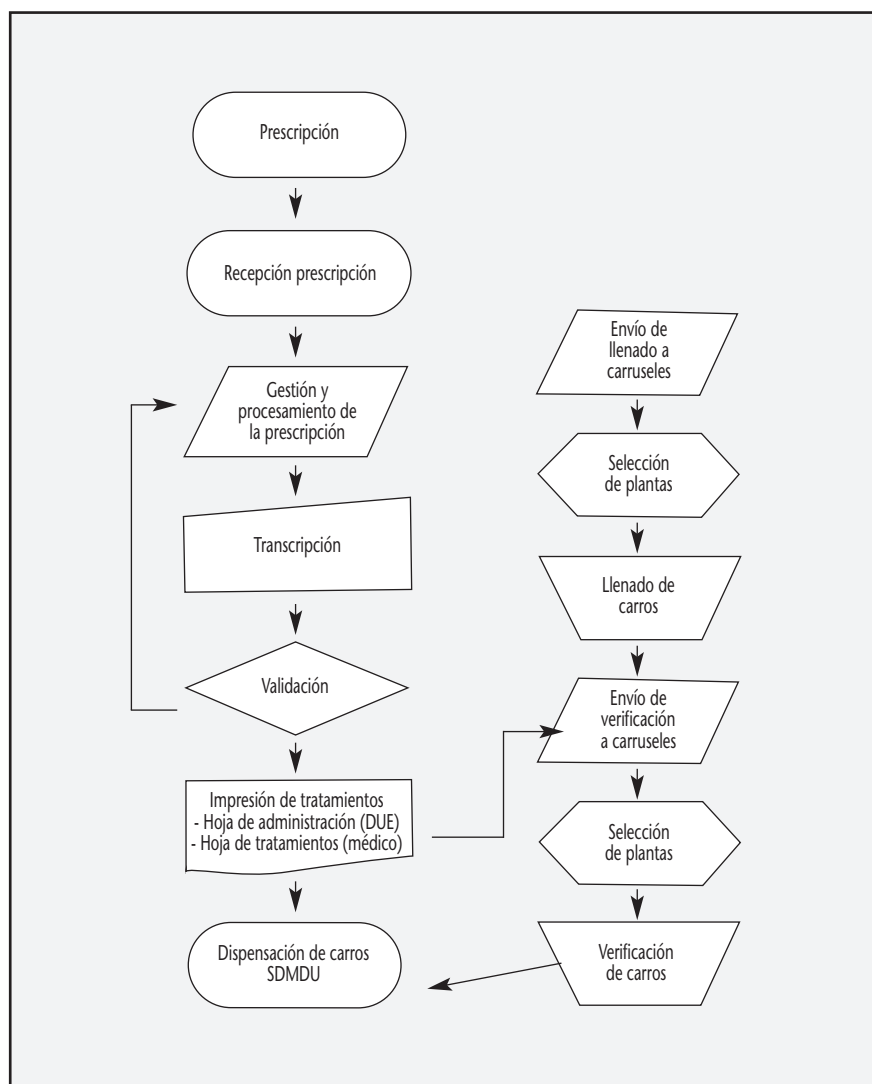 Prescripción
Recepción prescripción
Gestión y
procesamiento de
la prescripción
Transcripción
Validación
Impresión de tratamientos
- Hoja de administración (DUE)
- Hoja de tratamientos (médico)
Dispensación de carros
SDMDU
Envío de
llenado a
carruseles
Selección
de plantas
Llenado de
carros
Envío de
verificación
a carruseles
Selección
de plantas
Verificación
de carros